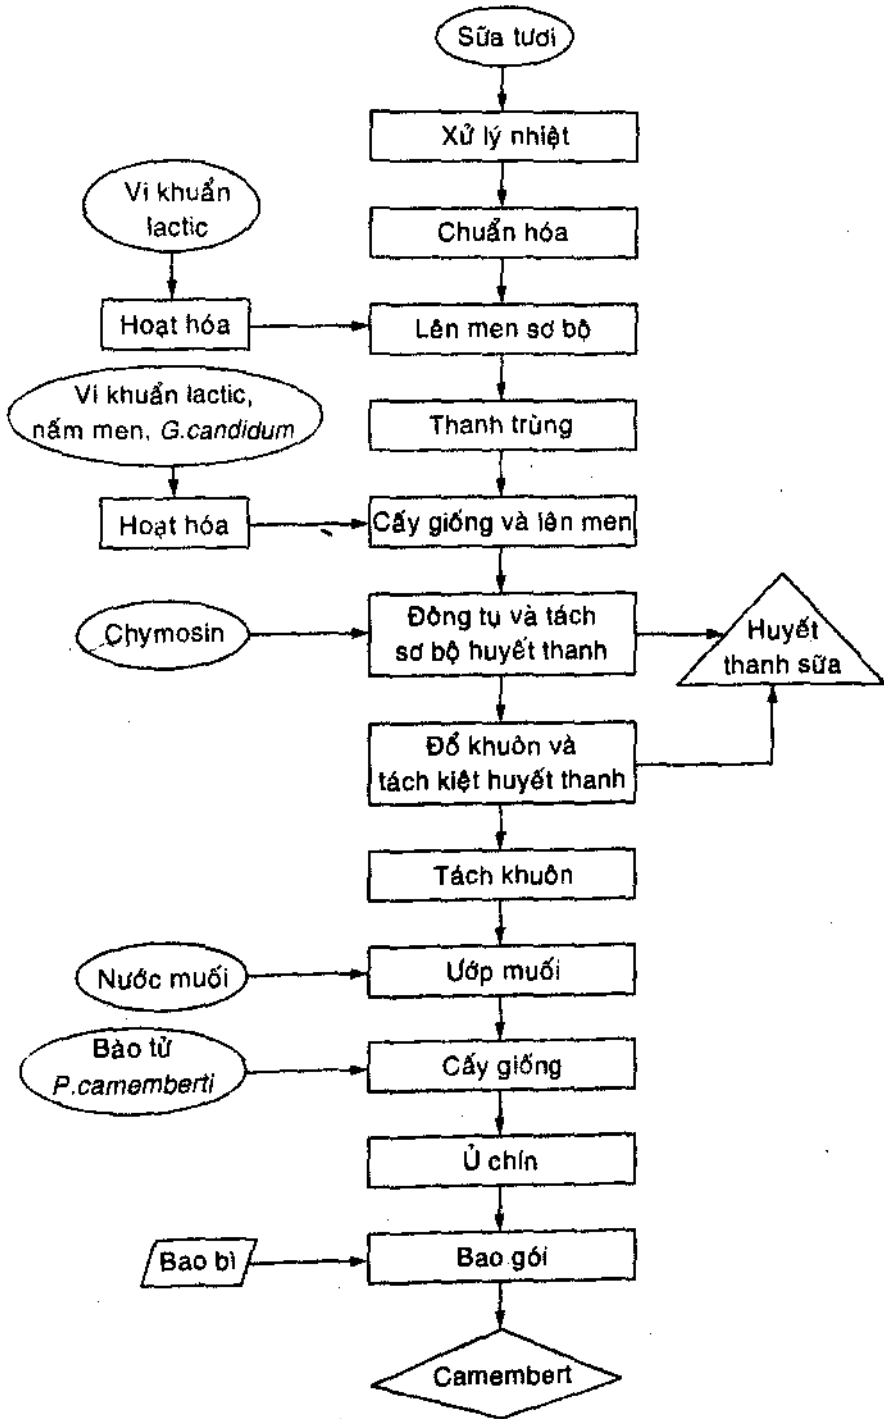 Sữa tươi
Xử lý nhiệt
Vi khuẩn
lactic
Chuẩn hóa
Hoạt hóa
Lên men sơ bộ
Vi khuẩn lactic,
nấm men, G.candidum
Thanh trùng
Hoạt hóa
Cấy giống và lên men
Chymosin
Đông tụ và tách
sơ bộ huyết thanh
Huyết
thanh sữa
Đổ khuôn và
tách kiệt huyết thanh
Tách khuôn
Nước muối
Ướp muối
Bào tử
P.camemberti
Cấy giống
Ủ chín
Bao bì
Bao gói
Camembert